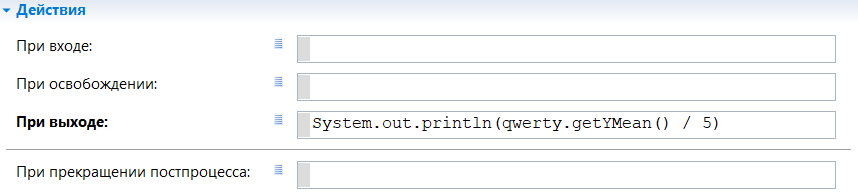 Действия
При входе:
При освобождении:
При выходе: System.out.println(qwerty.getYMean() / 5)
При прекращении постпроцесса: